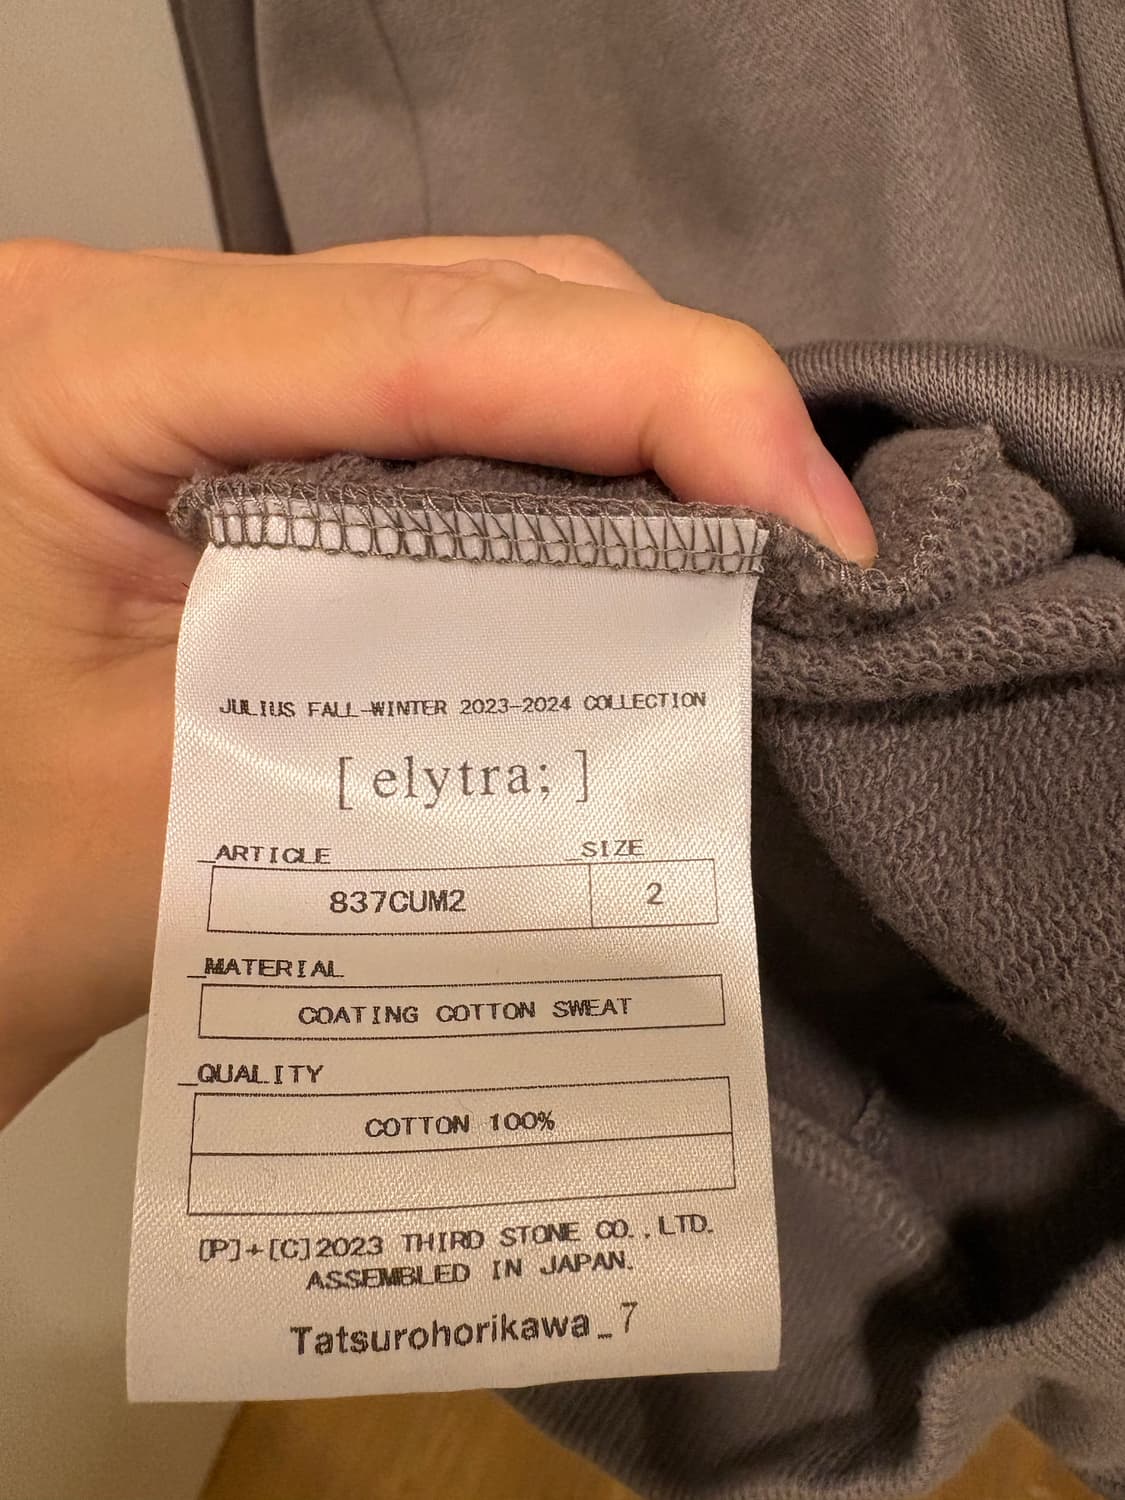 JULIUS FALL-WINTER 2023-2024 COLLECTION
[ elytra; ]
_ARTICLE _SIZE
837CUM2 2
_MATERIAL
COATING COTTON SWEAT
_QUALITY
COTTON 100%
[P]+[C]2023 THIRD STONE CO.,LTD.
ASSEMBLED IN JAPAN.
Tatsurohorikawa_7